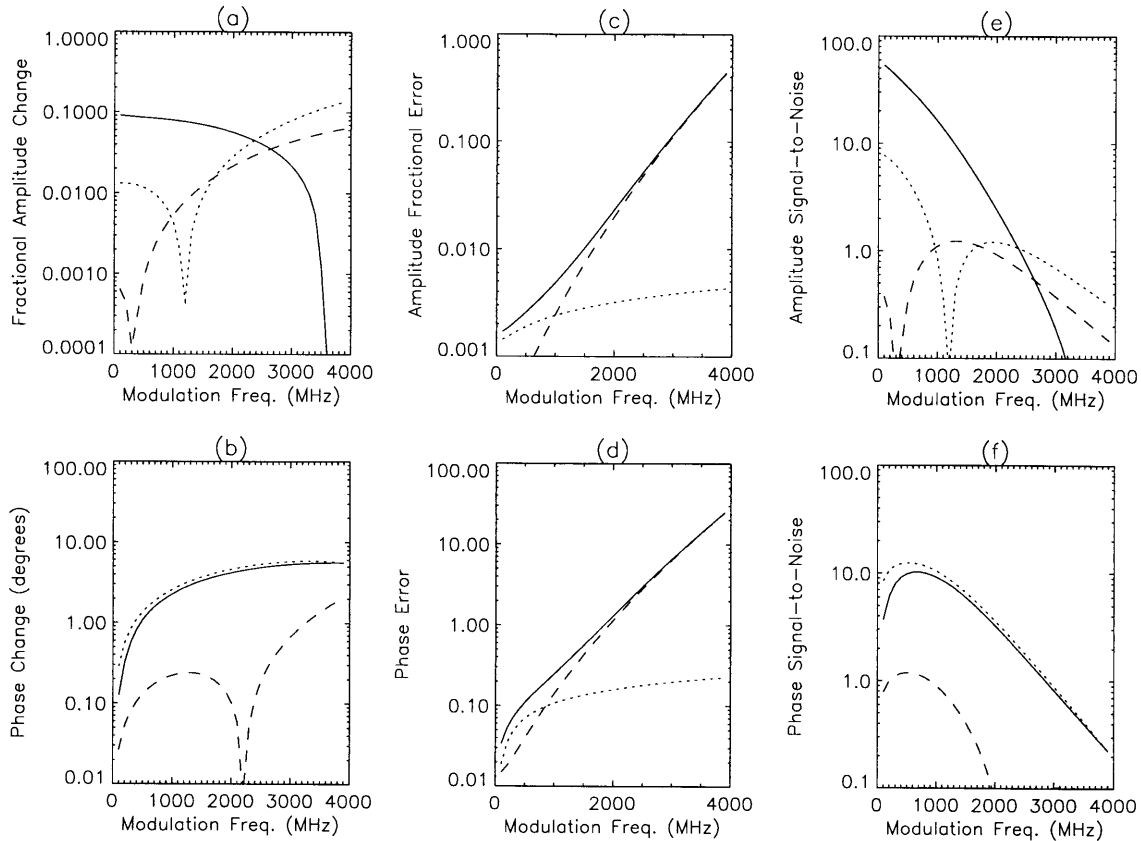 (a)
1.0000
0.1000
0.0100
0.0010
0.0001
Fractional Amplitude Change
0 1000 2000 3000 4000
Modulation Freq. (MHz)
(c)
1.000
0.100
0.010
0.001
Amplitude Fractional Error
0 2000 4000
Modulation Freq. (MHz)
(e)
100.0
10.0
1.0
0.1
Amplitude Signal-to-Noise
0 1000 2000 3000 4000
Modulation Freq. (MHz)
(b)
100.00
10.00
1.00
0.10
0.01
Phase Change (degrees)
0 1000 2000 3000 4000
Modulation Freq. (MHz)
(d)
100.00
10.00
1.00
0.10
0.01
Phase Error
0 2000 4000
Modulation Freq. (MHz)
(f)
100.0
10.0
1.0
0.1
Phase Signal-to-Noise
0 1000 2000 3000 4000
Modulation Freq. (MHz)